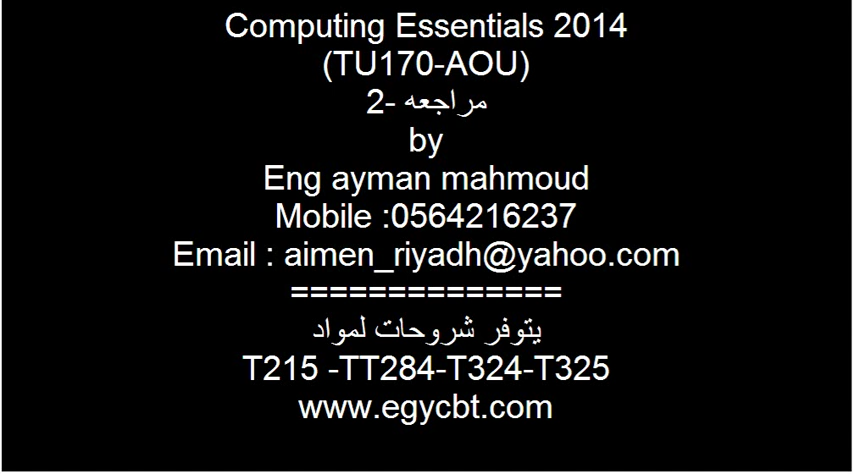 Computing Essentials 2014
(TU170-AOU)
مراجعه -2
by
Eng ayman mahmoud
Mobile :0564216237
Email : aimen_riyadh@yahoo.com
==============
يتوفر شروحات لمواد
T215 -TT284-T324-T325
www.egycbt.com